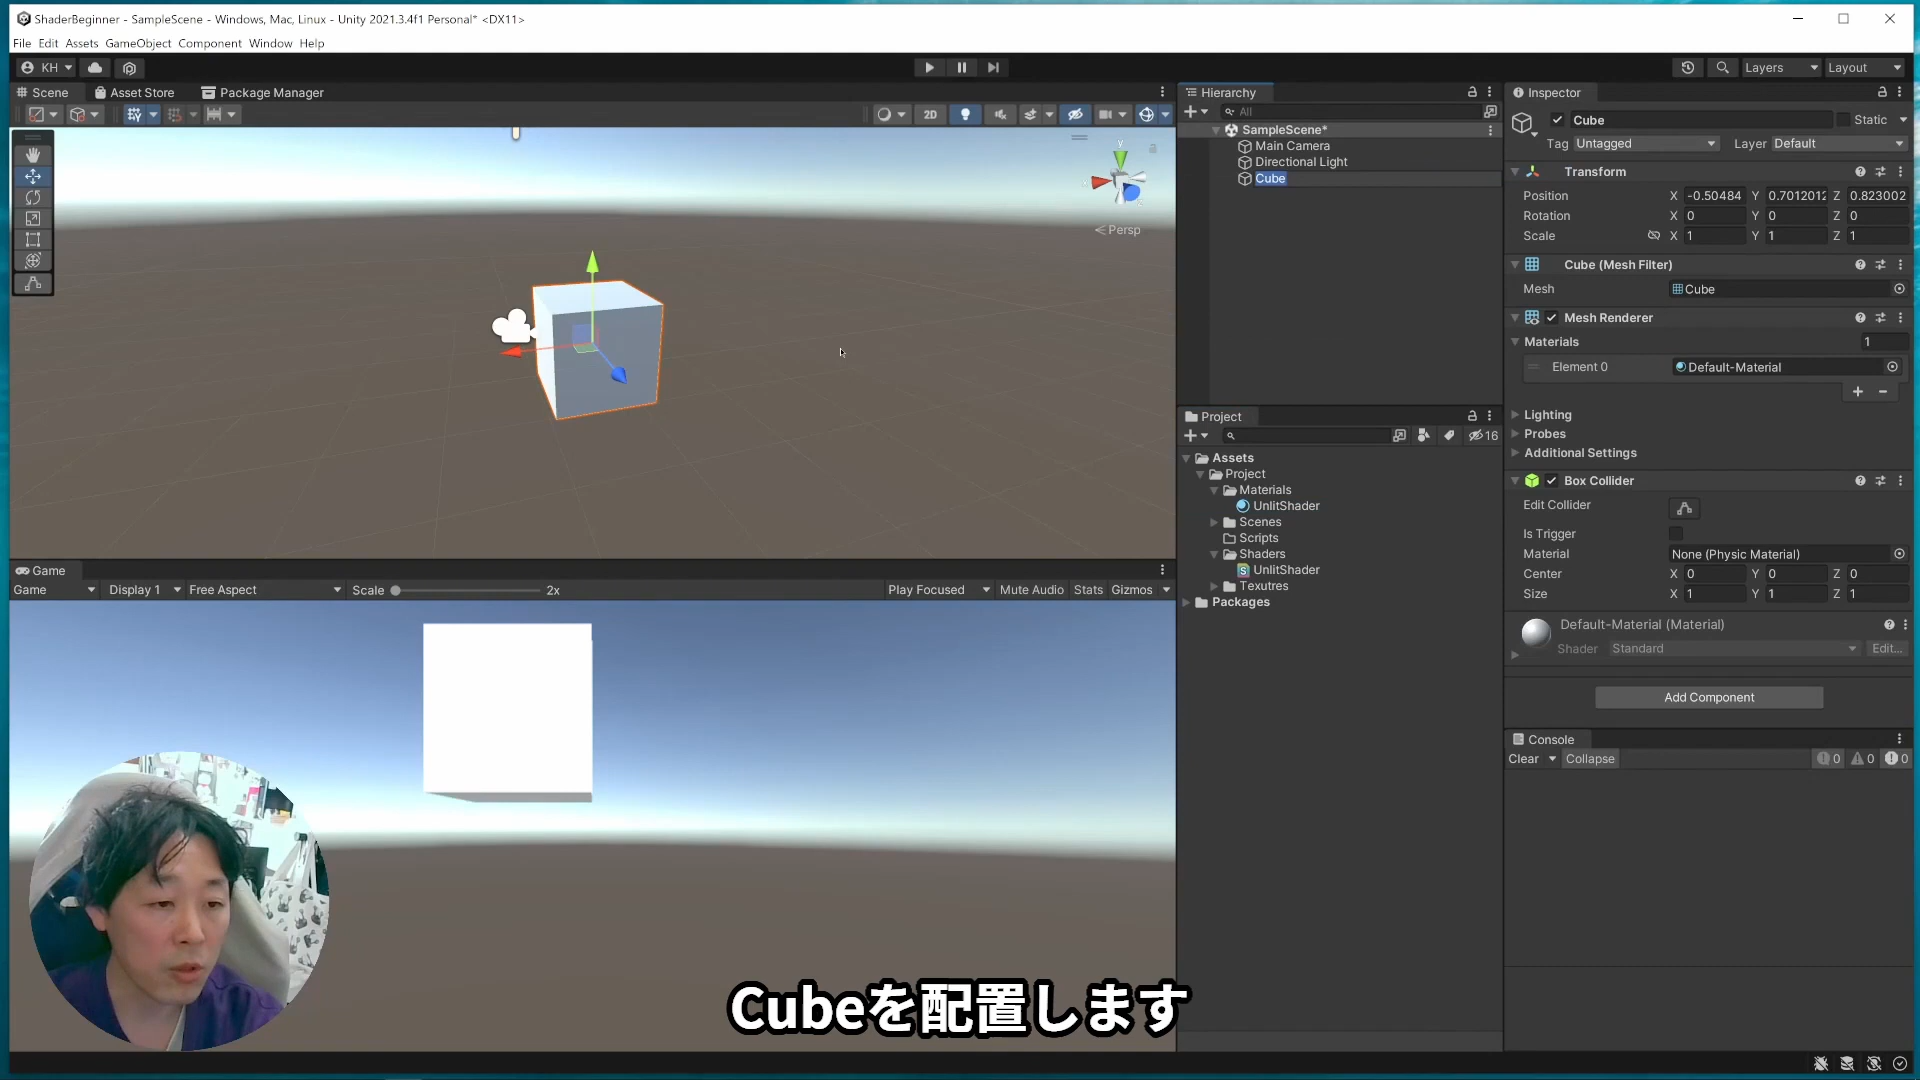 ShaderBeginner - SampleScene - Windows, Mac, Linux - Unity 2021.3.4f1 Personal* <DX11>
File Edit Assets GameObject Component Window Help
KH
Layers
Layout
Scene
Asset Store
Package Manager
2D
y
Persp
Hierarchy
All
SampleScene*
Main Camera
Directional Light
Cube
Project
16
Assets
Project
Materials
UnlitShader
Scenes
Scripts
Shaders
UnlitShader
Texutres
Packages
Inspector
Cube
Static
Tag Untagged
Layer Default
Transform
Position X -0.50484 Y 0.7012012 Z 0.823002
Rotation X 0 Y 0 Z 0
Scale X 1 Y 1 Z 1
Cube (Mesh Filter)
Mesh Cube
Mesh Renderer
Materials 1
Element 0 Default-Material
Lighting
Probes
Additional Settings
Box Collider
Edit Collider
Is Trigger
Material None (Physic Material)
Center X 0 Y 0 Z 0
Size X 1 Y 1 Z 1
Default-Material (Material)
Shader Standard Edit...
Add Component
Console
Clear Collapse 0 0 0
Game
Game Display 1 Free Aspect Scale 2x Play Focused Mute Audio Stats Gizmos
Cubeを配置します